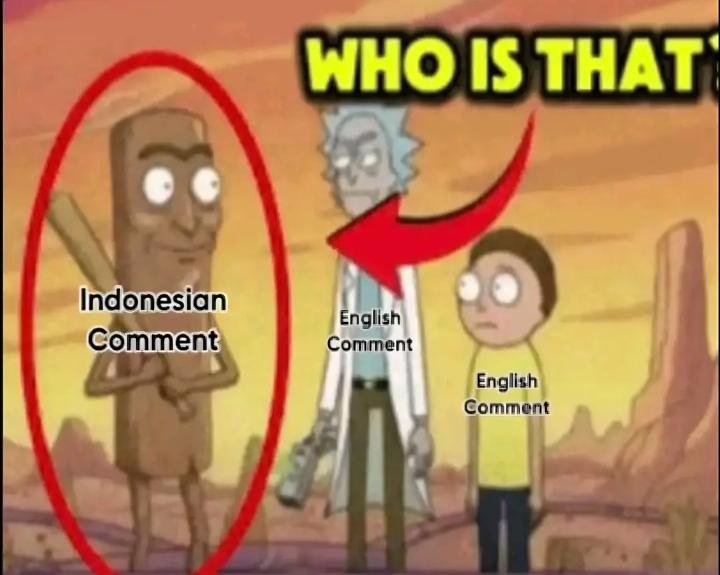 WHO IS THAT?
Indonesian
Comment
English
Comment
English
Comment